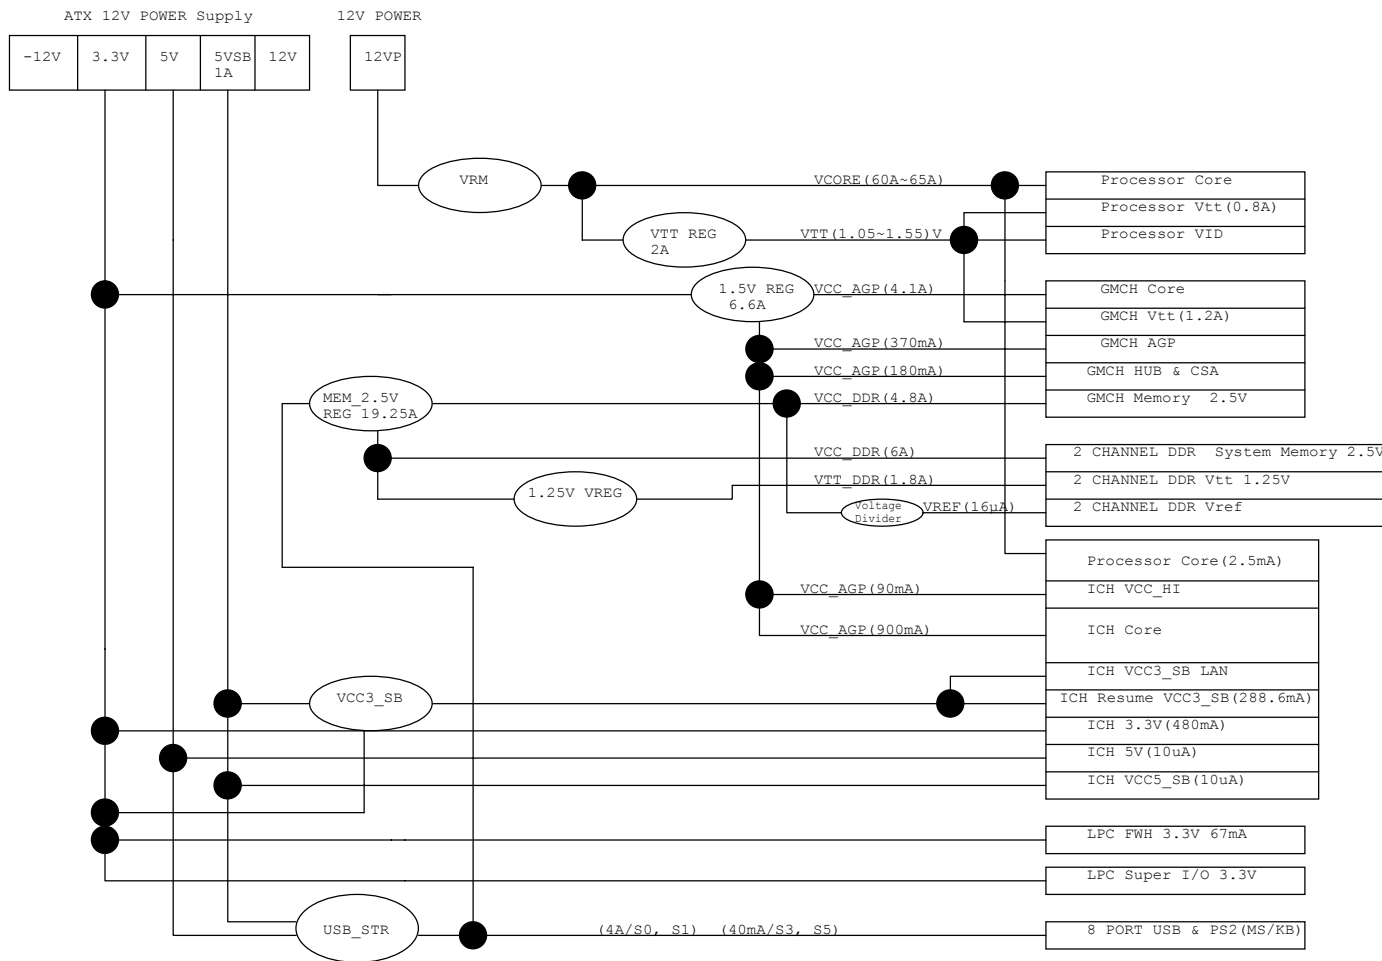 ATX 12V POWER Supply
12V POWER
-12V
3.3V
5V
5VSB
1A
12V
12VP
VRM
VCORE(60A~65A)
Processor Core
Processor Vtt(0.8A)
VTT REG
2A
VTT(1.05~1.55)V
Processor VID
1.5V REG
6.6A
VCC_AGP(4.1A)
GMCH Core
GMCH Vtt(1.2A)
VCC_AGP(370mA)
GMCH AGP
VCC_AGP(180mA)
GMCH HUB & CSA
MEM_2.5V
REG 19.25A
VCC_DDR(4.8A)
GMCH Memory 2.5V
VCC_DDR(6A)
2 CHANNEL DDR System Memory 2.5V
1.25V VREG
VTT_DDR(1.8A)
2 CHANNEL DDR Vtt 1.25V
Voltage
Divider
VREF(16uA)
2 CHANNEL DDR Vref
Processor Core(2.5mA)
VCC_AGP(90mA)
ICH VCC_HI
VCC_AGP(900mA)
ICH Core
ICH VCC3_SB LAN
VCC3_SB
ICH Resume VCC3_SB(288.6mA)
ICH 3.3V(480mA)
ICH 5V(10uA)
ICH VCC5_SB(10uA)
LPC FWH 3.3V 67mA
LPC Super I/O 3.3V
USB_STR
(4A/S0, S1) (40mA/S3, S5)
8 PORT USB & PS2(MS/KB)